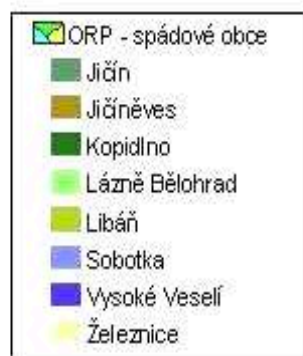 ORP - spádové obce
Jičín
Jičíněves
Kopidlno
Lázně Bělohrad
Libáň
Sobotka
Vysoké Veselí
Železnice